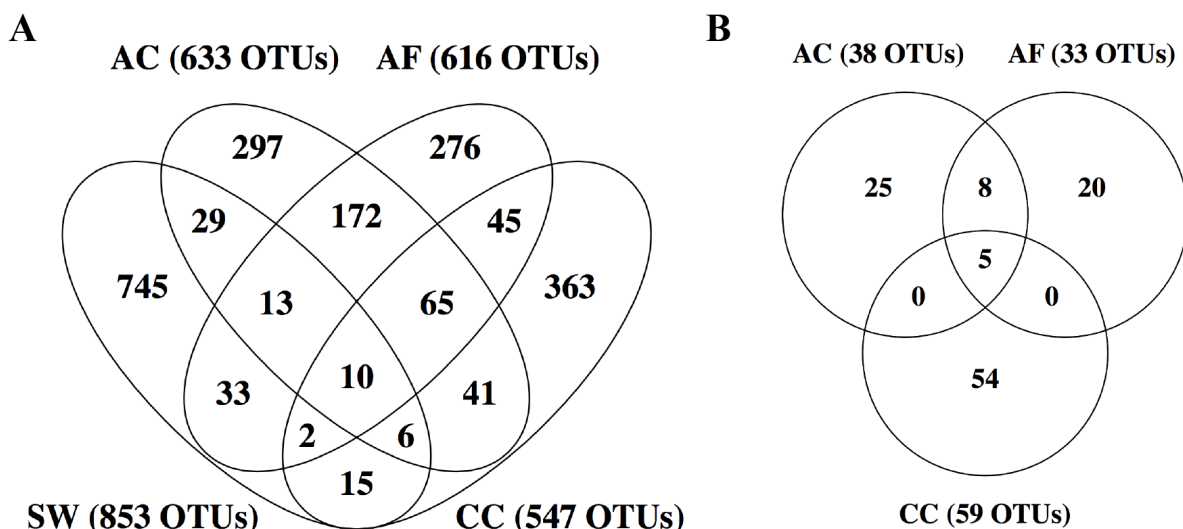 A
AC (633 OTUs) AF (616 OTUs)
297 276
29 172 45
745 13 65 363
33 10 41
2 6
15
SW (853 OTUs) CC (547 OTUs)
B
AC (38 OTUs) AF (33 OTUs)
25 8 20
5
0 0
54
CC (59 OTUs)